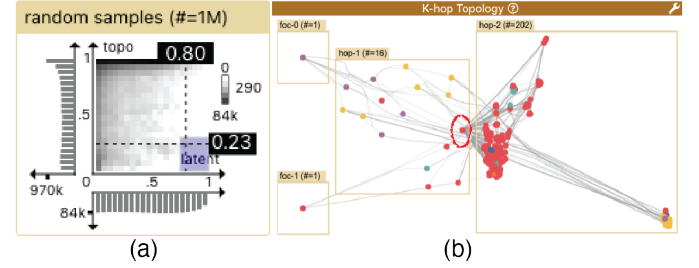 random samples (#=1M)
topo
0.80
1
0
290
84k
.5
0.23
latent
970k
0
.5
1
84k
(a)
K-hop Topology ?
foc-0 (#=1)
hop-1 (#=16)
hop-2 (#=202)
foc-1 (#=1)
(b)